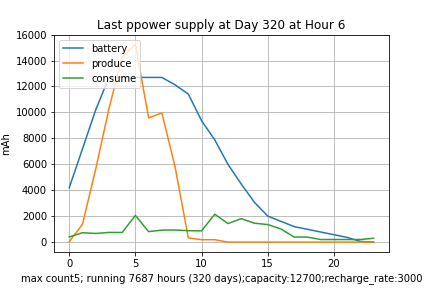 Last ppower supply at Day 320 at Hour 6
16000
14000
12000
10000
8000
6000
4000
2000
0
mAh
battery
produce
consume
0 5 10 15 20
max count5; running 7687 hours (320 days);capacity:12700;recharge_rate:3000